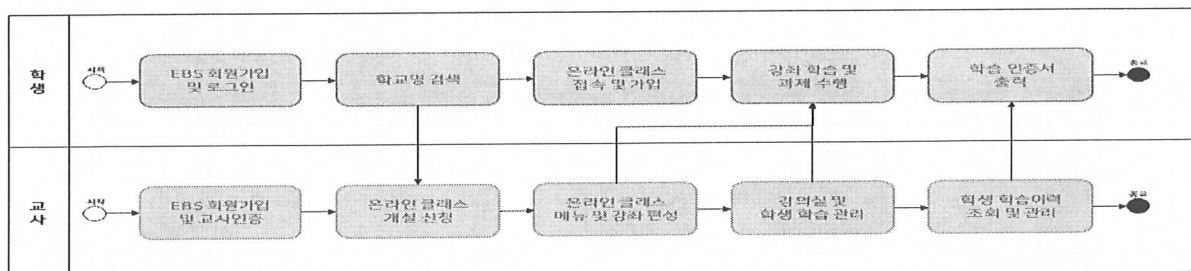 학
생
시작
EBS 회원가입
및 로그인
학교명 검색
온라인 클래스
접속 및 가입
강좌 학습 및
과제 수행
학습 인증서
출력
종료
교
사
시작
EBS 회원가입
및 교사인증
온라인 클래스
개설 신청
온라인 클래스
메뉴 및 강좌 편성
강의실 및
학생 학습 관리
학생 학습이력
조회 및 관리
종료